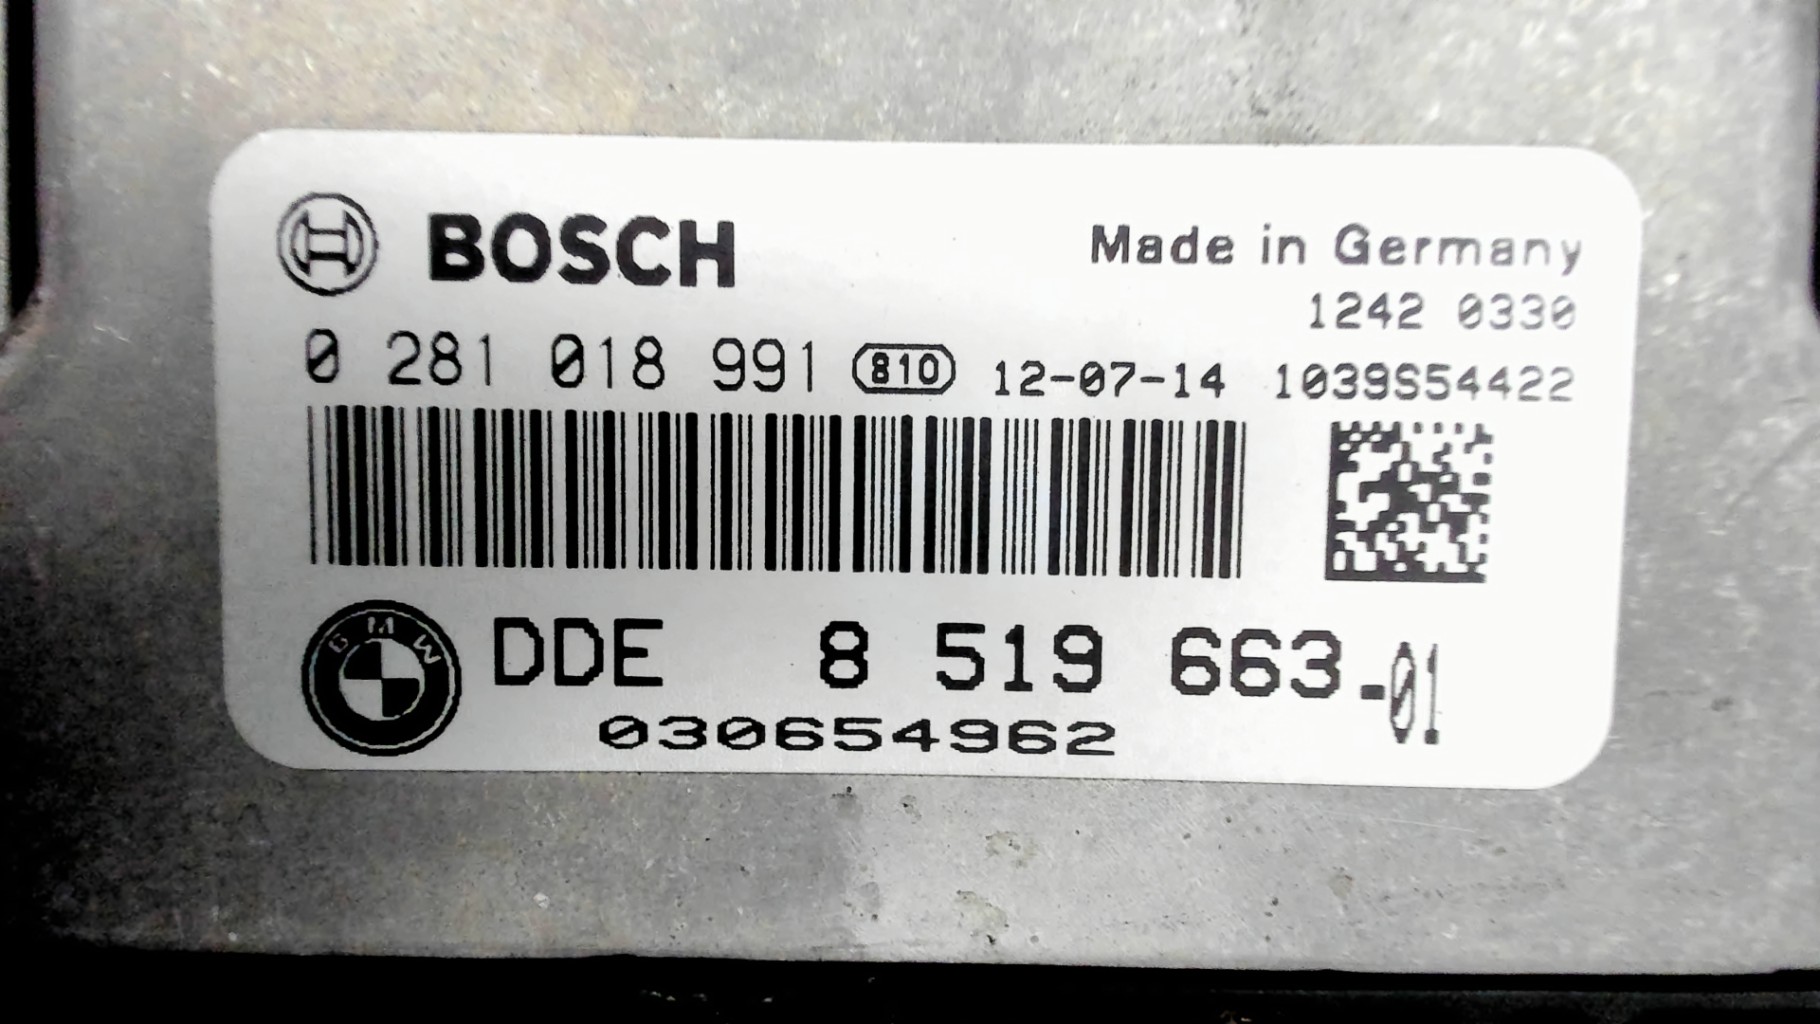 BOSCH
Made in Germany
1242 0330
0 281 018 991 810 12-07-14 1039S54422
BMW
DDE 8 519 663-01
030654962